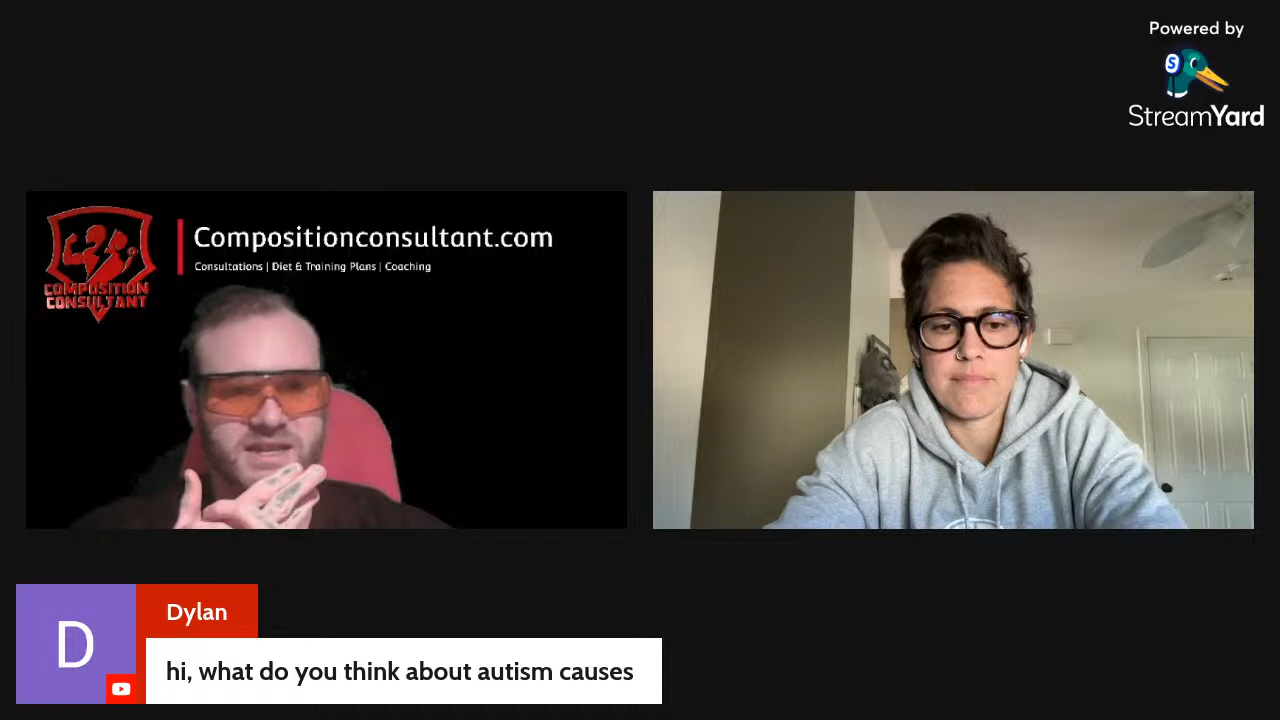 Powered by
StreamYard
Compositionconsultant.com
Consultations | Diet & Training Plans | Coaching
COMPOSITION
CONSULTANT
D
Dylan
hi, what do you think about autism causes